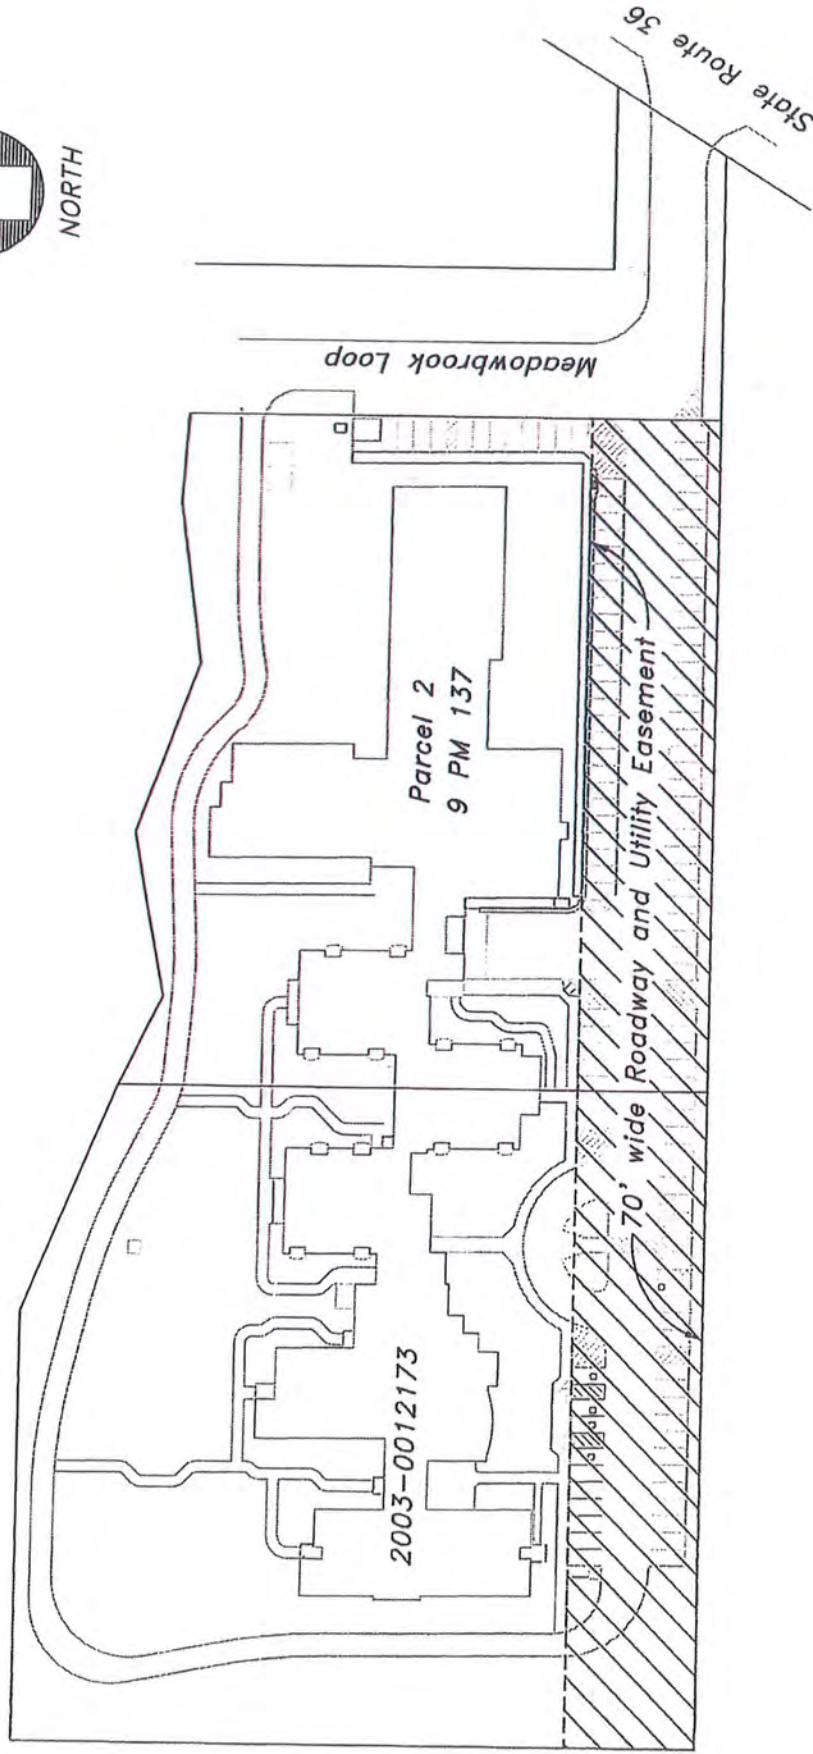 State Route 36
NORTH
Meadowbrook Loop
Parcel 2
9 PM 137
70' wide Roadway and Utility Easement
2003-0012173